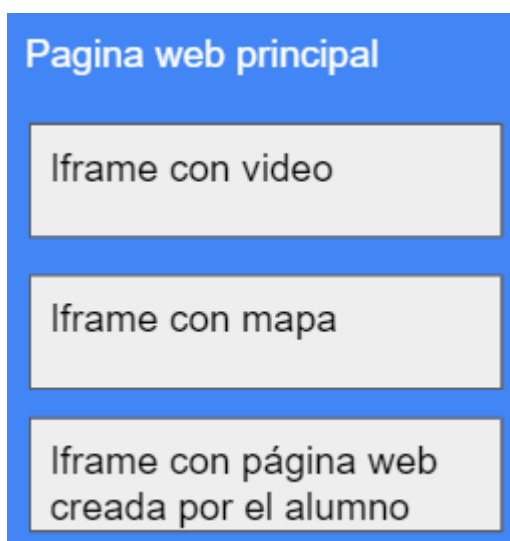 Pagina web principal
Iframe con video
Iframe con mapa
Iframe con página web
creada por el alumno